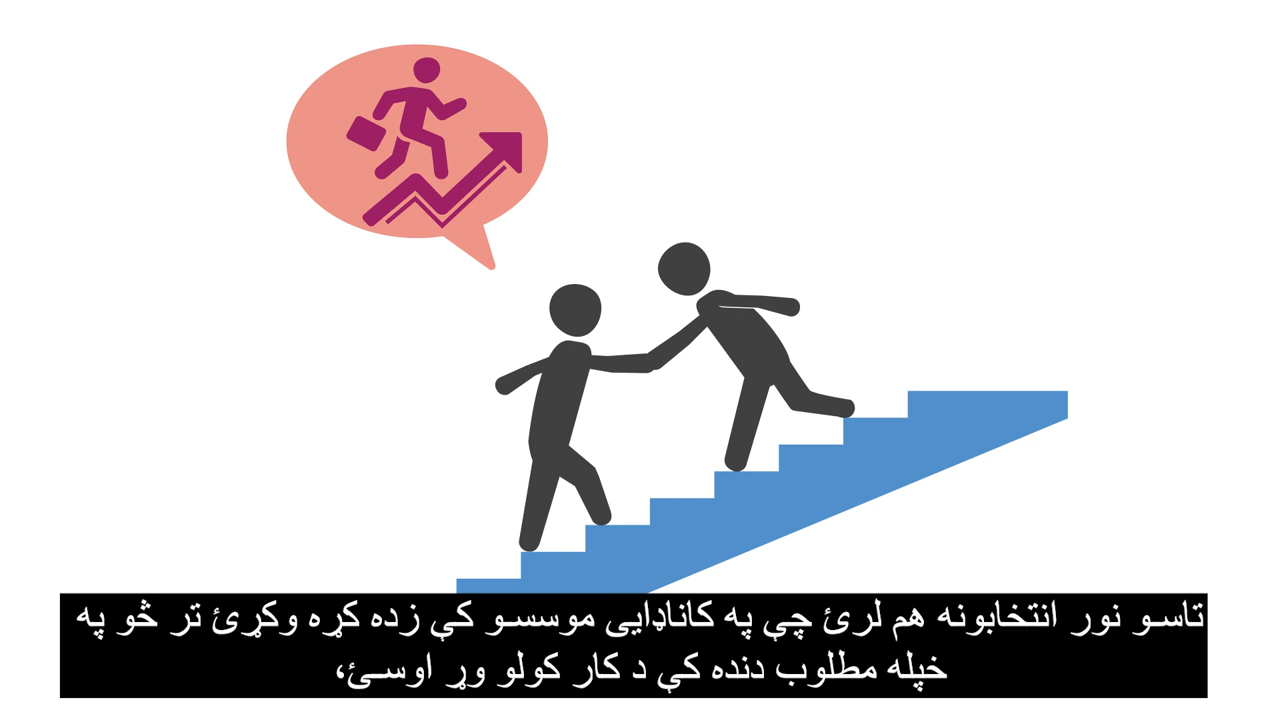 تاسو نور انتخابونه هم لرئ چې په کاناډایی موسسو کې زده کړه وکړئ تر څو په
خپله مطلوب دنده کې د کار کولو وړ اوسئ،